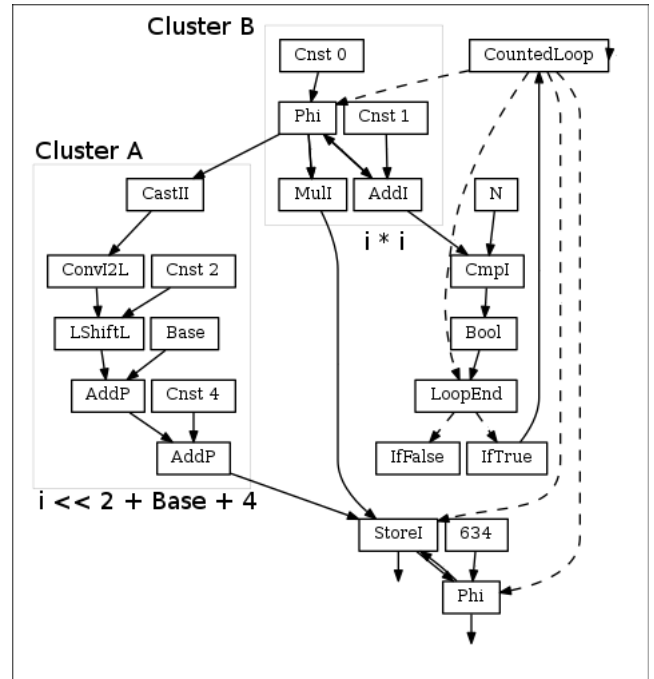 Cluster B
Cnst 0
CountedLoop
Phi
Cnst 1
Cluster A
CastII
MulI
AddI
N
i * i
ConvI2L
Cnst 2
CmpI
LShiftL
Base
Bool
AddP
Cnst 4
LoopEnd
AddP
IfFalse
IfTrue
i << 2 + Base + 4
StoreI
634
Phi